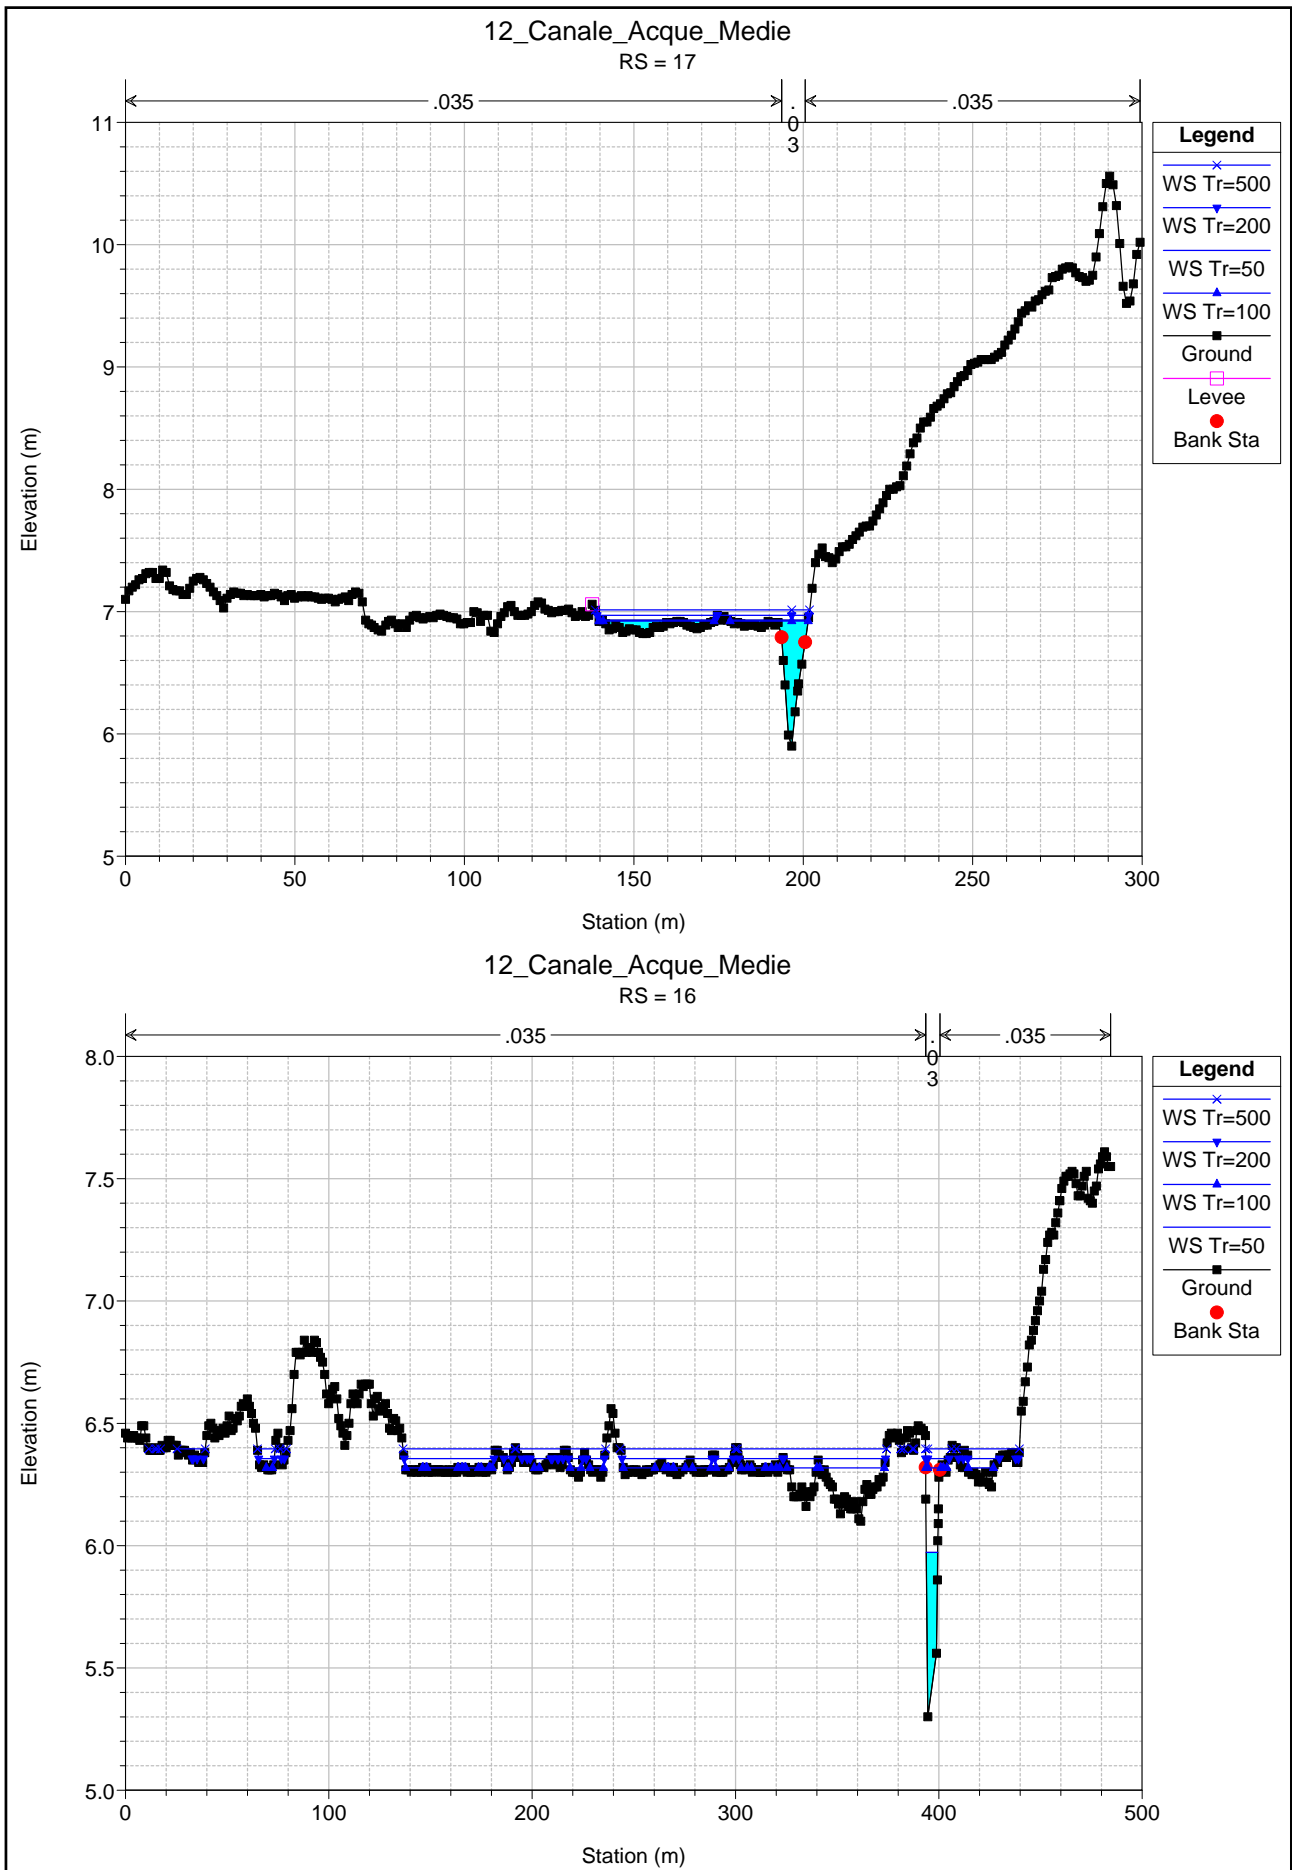 12_Canale_Acque_Medie
RS = 17
.035
.03
.035
11
10
9
8
7
6
5
Elevation (m)
0
50
100
150
200
250
300
Station (m)
Legend
WS Tr=500
WS Tr=200
WS Tr=50
WS Tr=100
Ground
Levee
Bank Sta
12_Canale_Acque_Medie
RS = 16
.035
.03
.035
8.0
7.5
7.0
6.5
6.0
5.5
5.0
Elevation (m)
0
100
200
300
400
500
Station (m)
Legend
WS Tr=500
WS Tr=200
WS Tr=100
WS Tr=50
Ground
Bank Sta